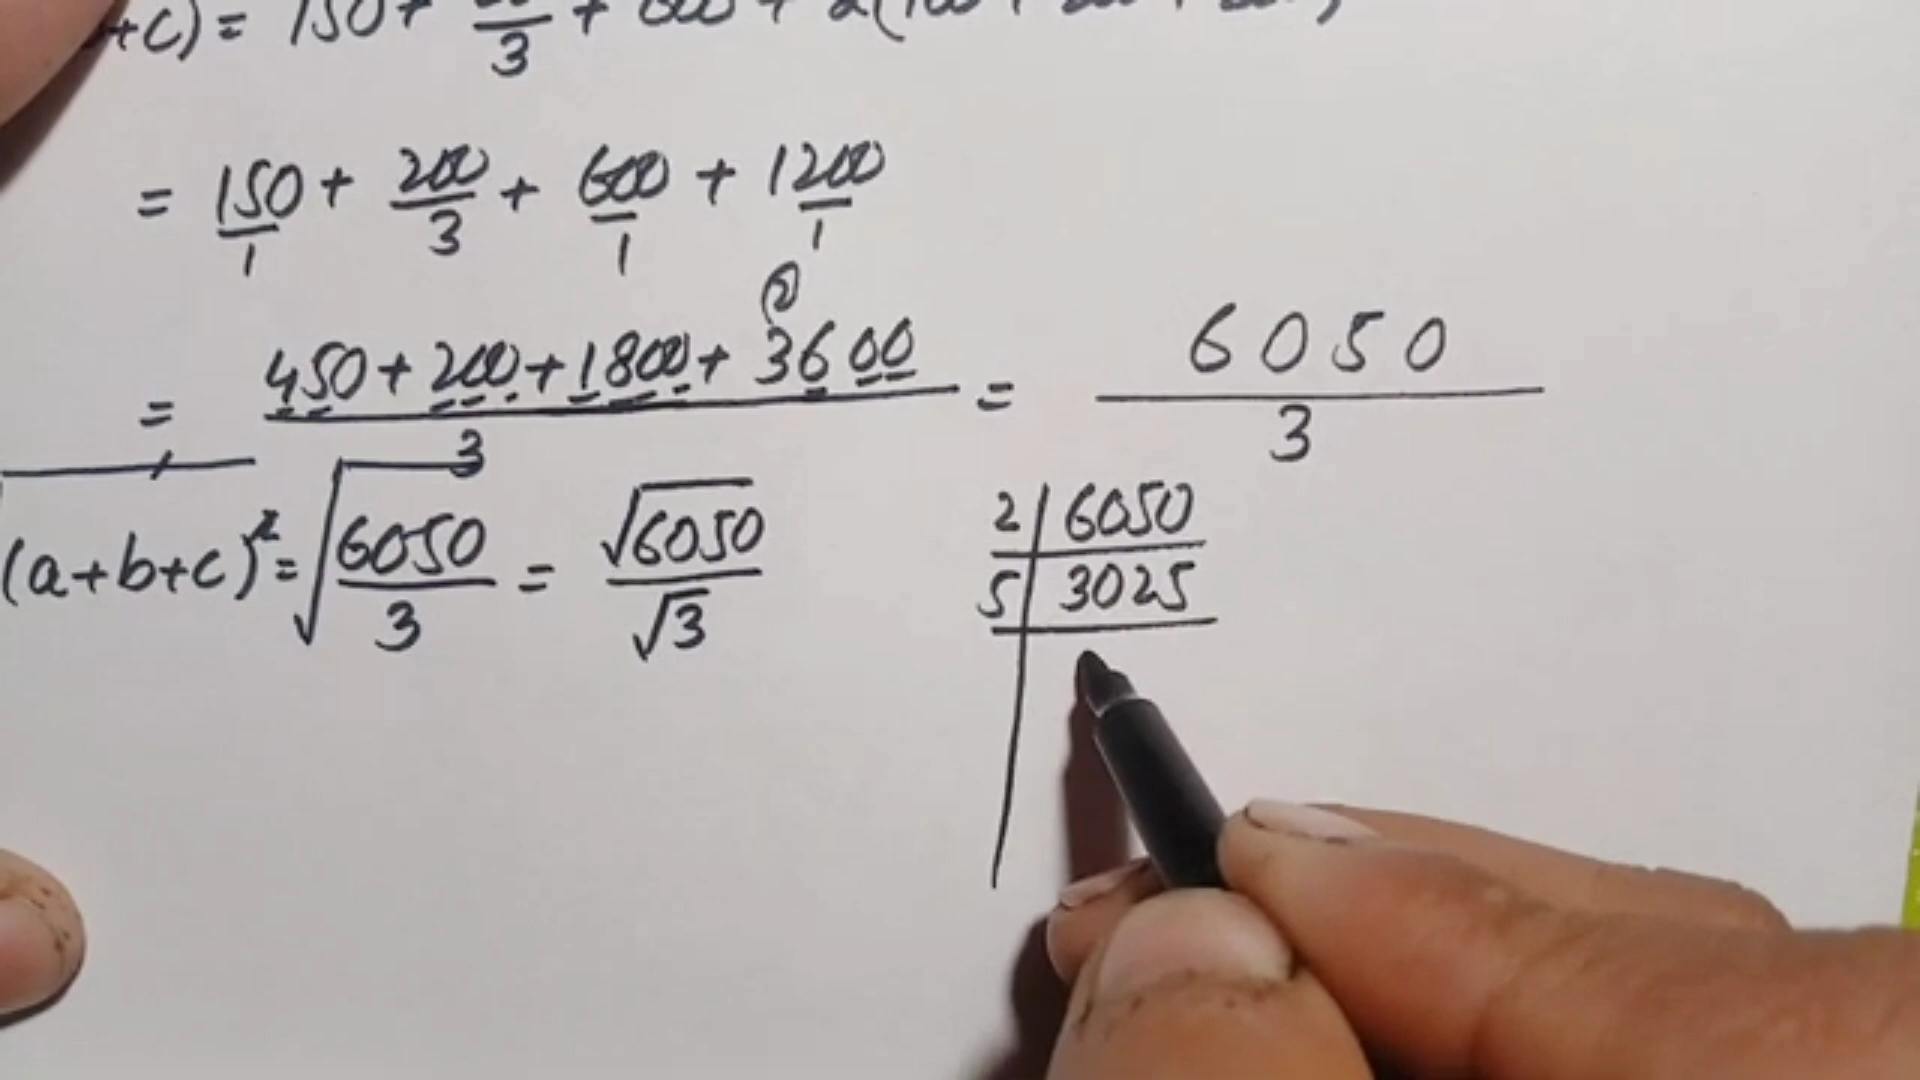 +c) = 150 + /3 + 600 + 2(
= 150/1 + 200/3 + 600/1 + 1200/1
②
= 450+200+1800+3600/3 = 6050/3
√(a+b+c)² = √6050/3 = √6050/√3
2 | 6050
5 | 3025